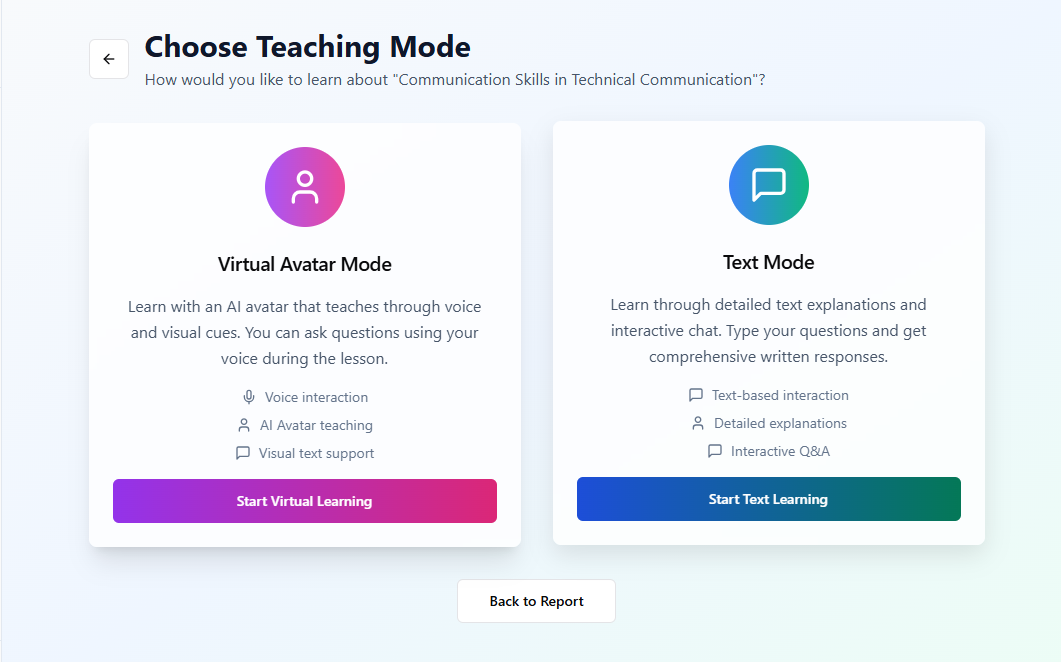 Choose Teaching Mode
How would you like to learn about "Communication Skills in Technical Communication"?
Virtual Avatar Mode
Learn with an AI avatar that teaches through voice
and visual cues. You can ask questions using your
voice during the lesson.
Voice interaction
AI Avatar teaching
Visual text support
Start Virtual Learning
Text Mode
Learn through detailed text explanations and
interactive chat. Type your questions and get
comprehensive written responses.
Text-based interaction
Detailed explanations
Interactive Q&A
Start Text Learning
Back to Report